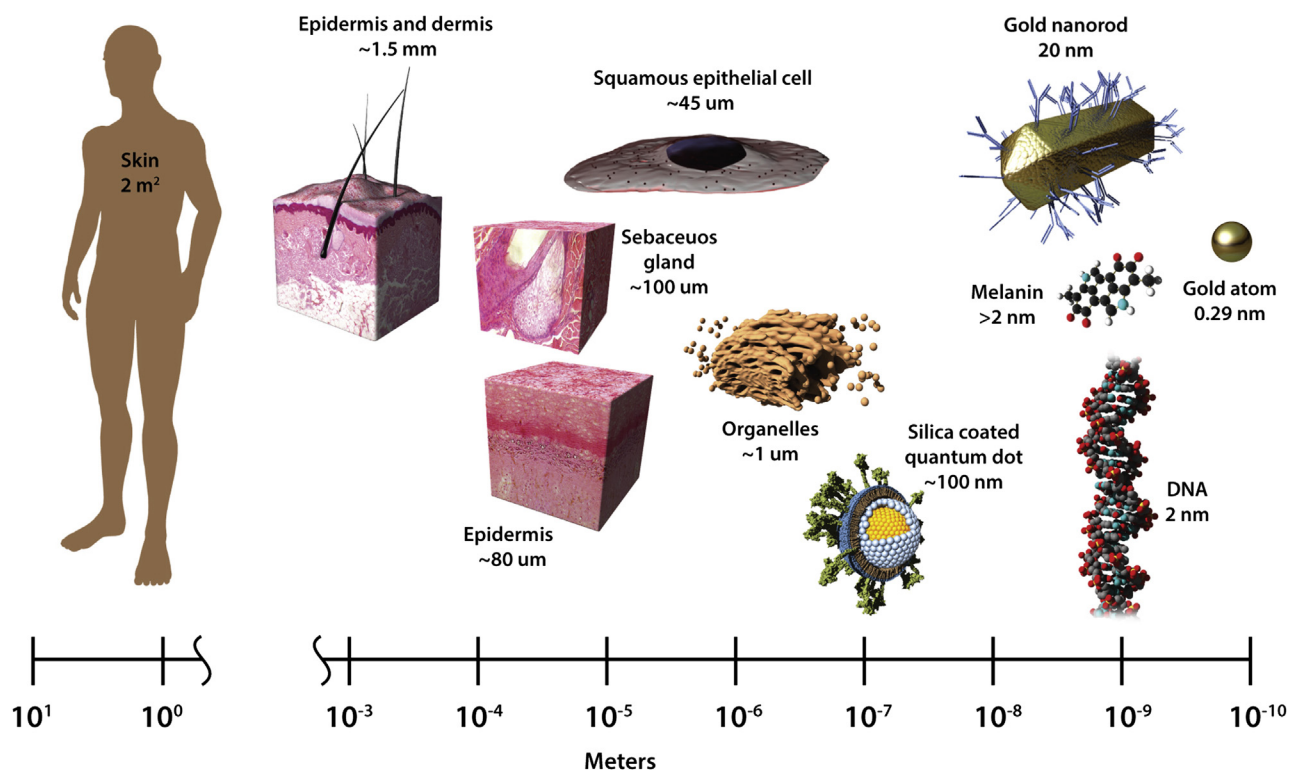 Epidermis and dermis
~1.5 mm
Gold nanorod
20 nm
Squamous epithelial cell
~45 um
Skin
2 m²
Sebaceuos
gland
~100 um
Melanin
>2 nm
Gold atom
0.29 nm
Organelles
~1 um
Silica coated
quantum dot
~100 nm
DNA
2 nm
Epidermis
~80 um
10¹
10⁰
10⁻³
10⁻⁴
10⁻⁵
10⁻⁶
10⁻⁷
10⁻⁸
10⁻⁹
10⁻¹⁰
Meters